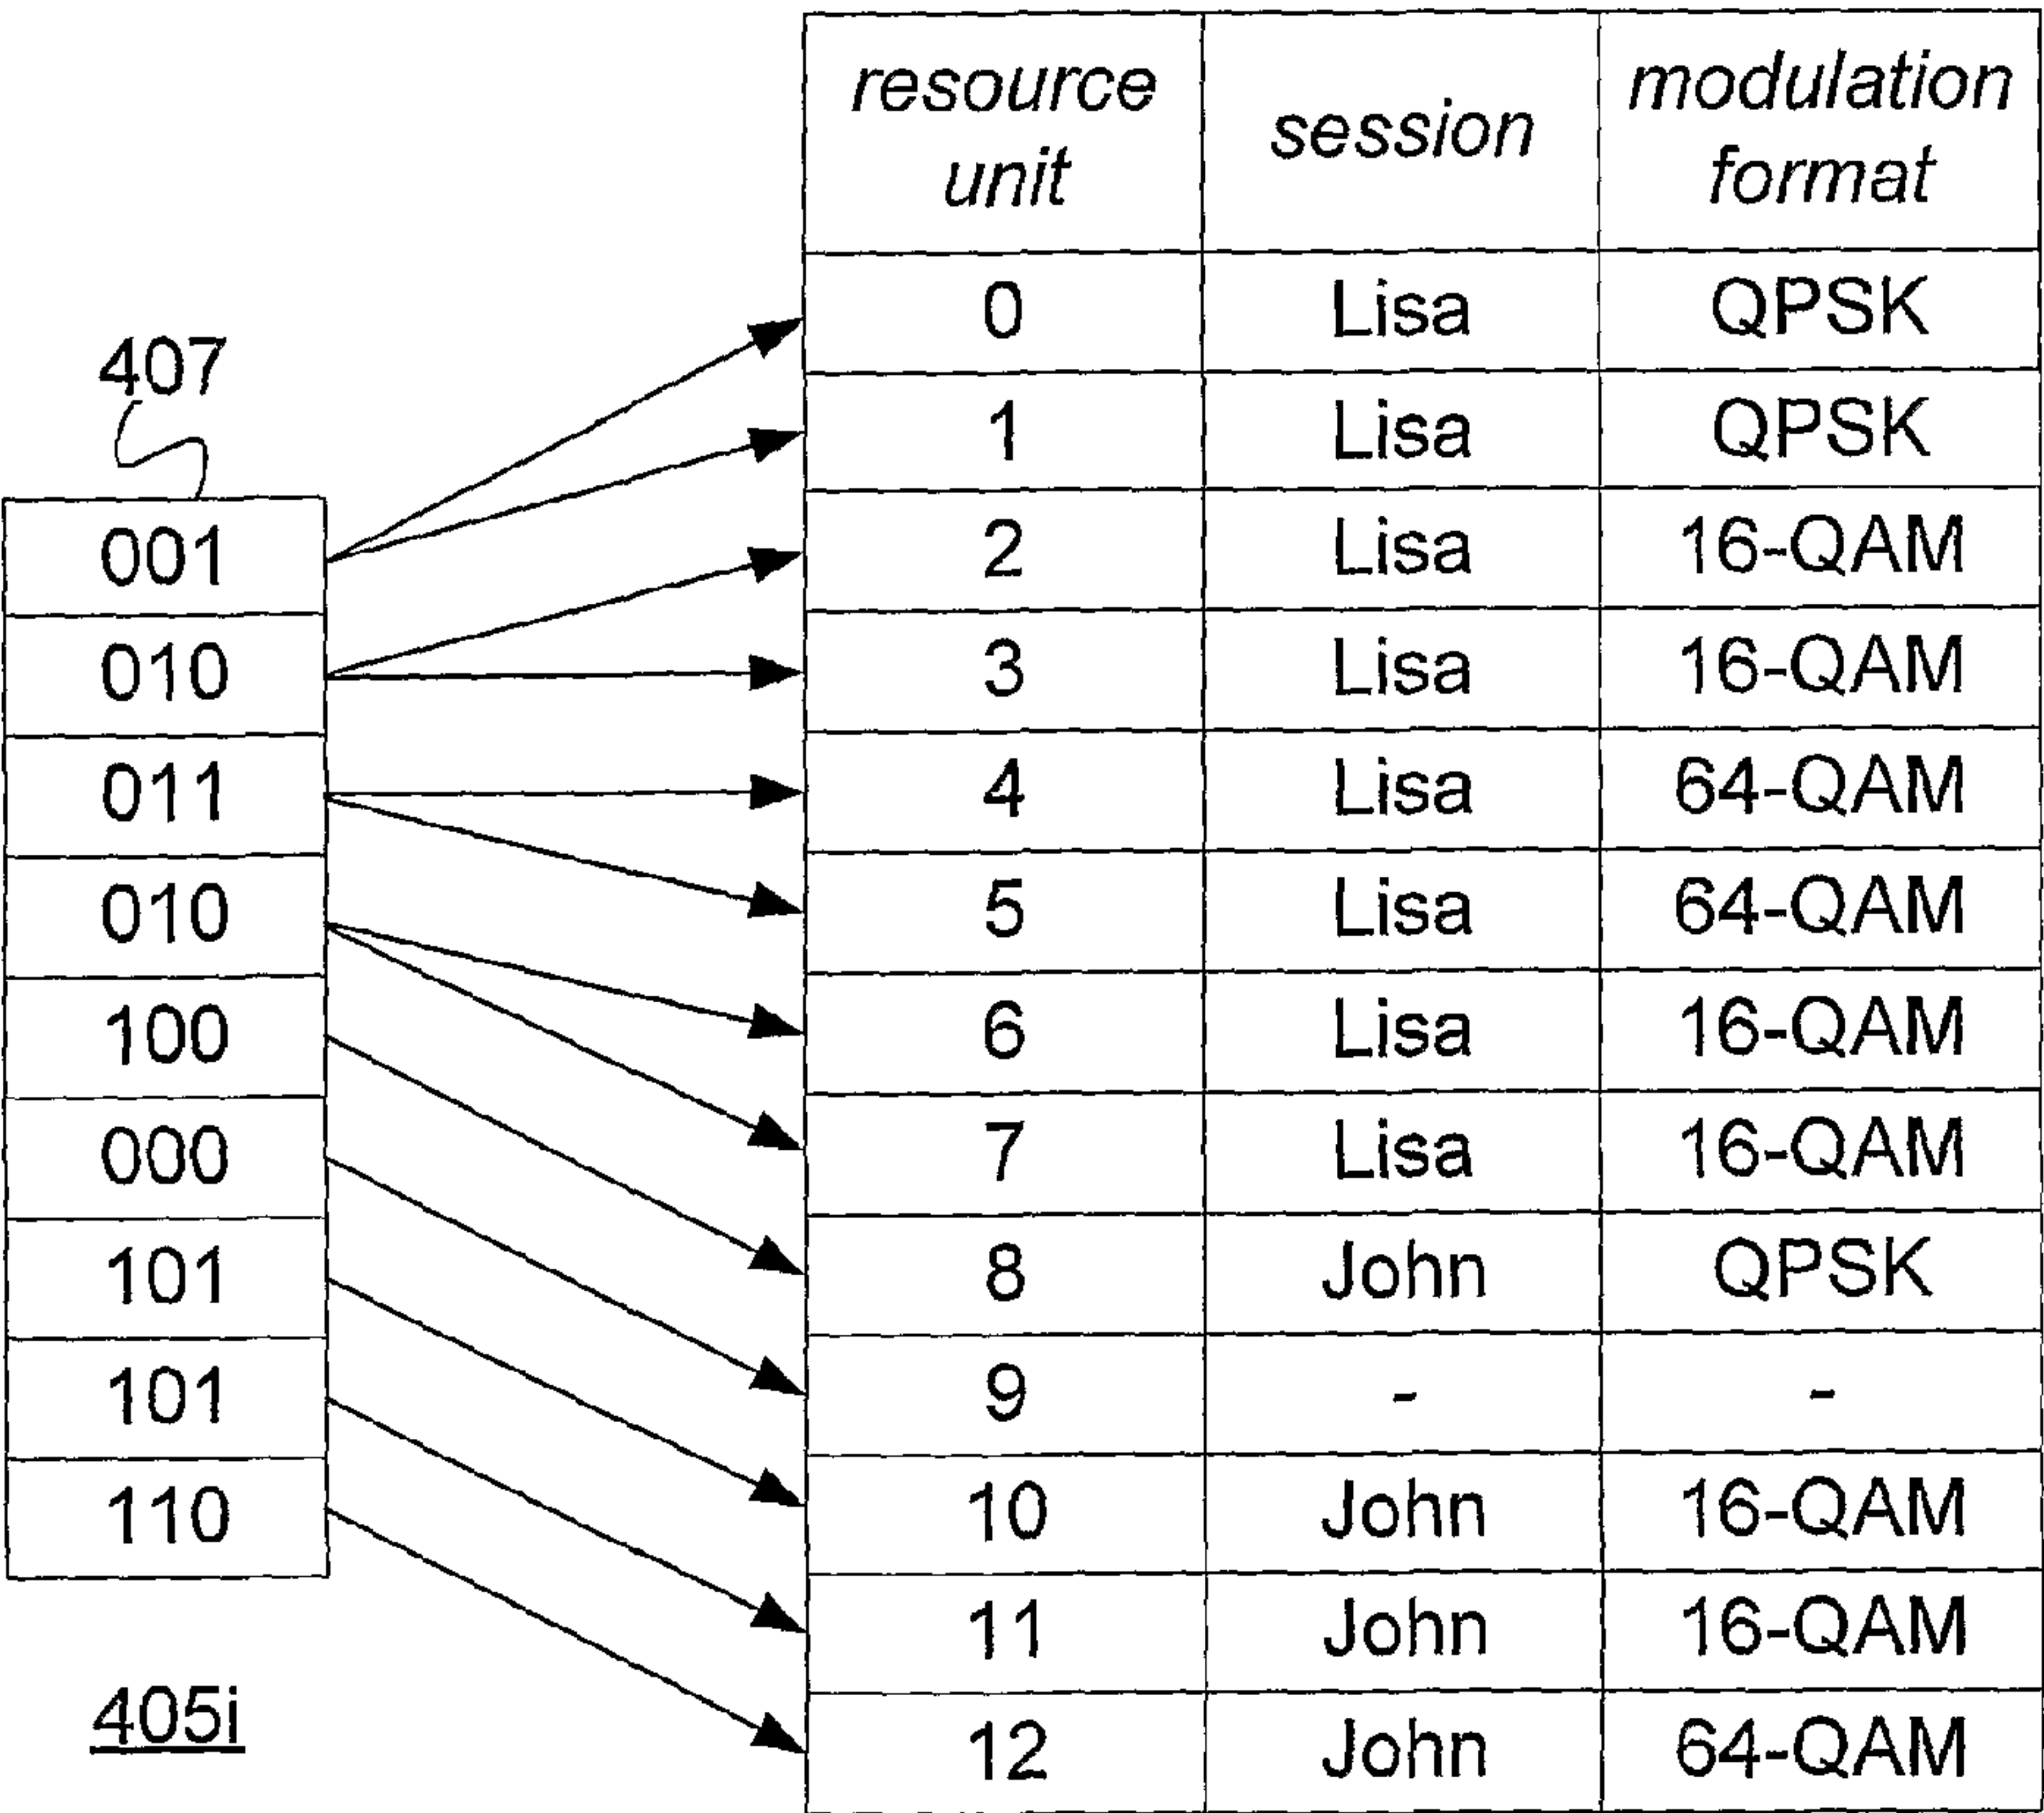 resource unit session modulation format
0 Lisa QPSK
407
1 Lisa QPSK
001
2 Lisa 16-QAM
010
3 Lisa 16-QAM
011
4 Lisa 64-QAM
010
5 Lisa 64-QAM
100
6 Lisa 16-QAM
000
7 Lisa 16-QAM
101
8 John QPSK
101
9 - -
110
10 John 16-QAM
11 John 16-QAM
405i
12 John 64-QAM